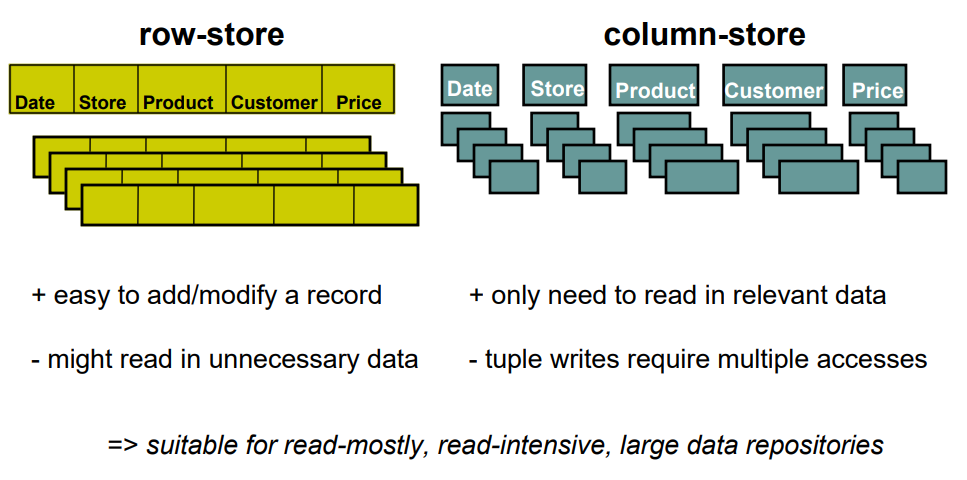 row-store
column-store
Date Store Product Customer Price
Date Store Product Customer Price
+ easy to add/modify a record
+ only need to read in relevant data
- might read in unnecessary data
- tuple writes require multiple accesses
=> suitable for read-mostly, read-intensive, large data repositories